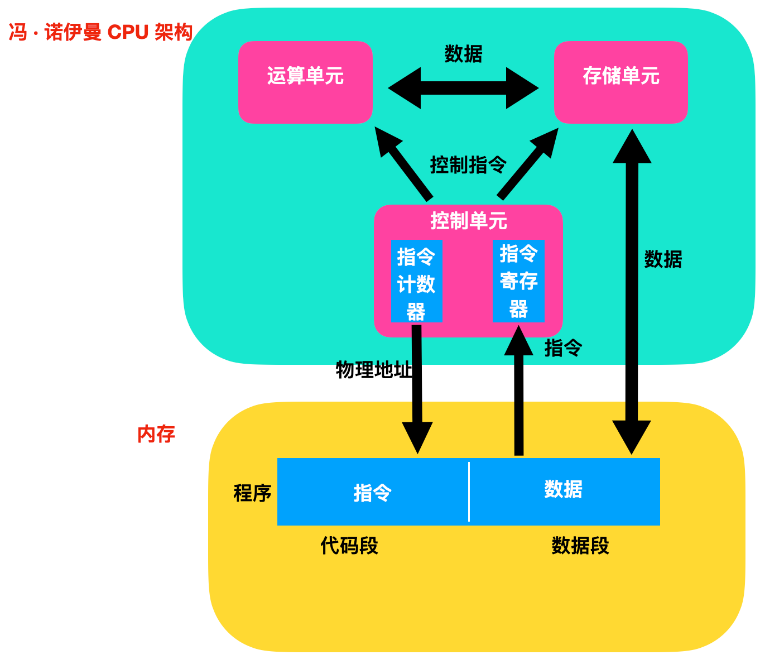 冯 · 诺伊曼 CPU 架构
运算单元
数据
存储单元
控制指令
控制单元
指令
计数
器
指令
寄存
器
数据
物理地址
指令
内存
程序
指令
数据
代码段
数据段